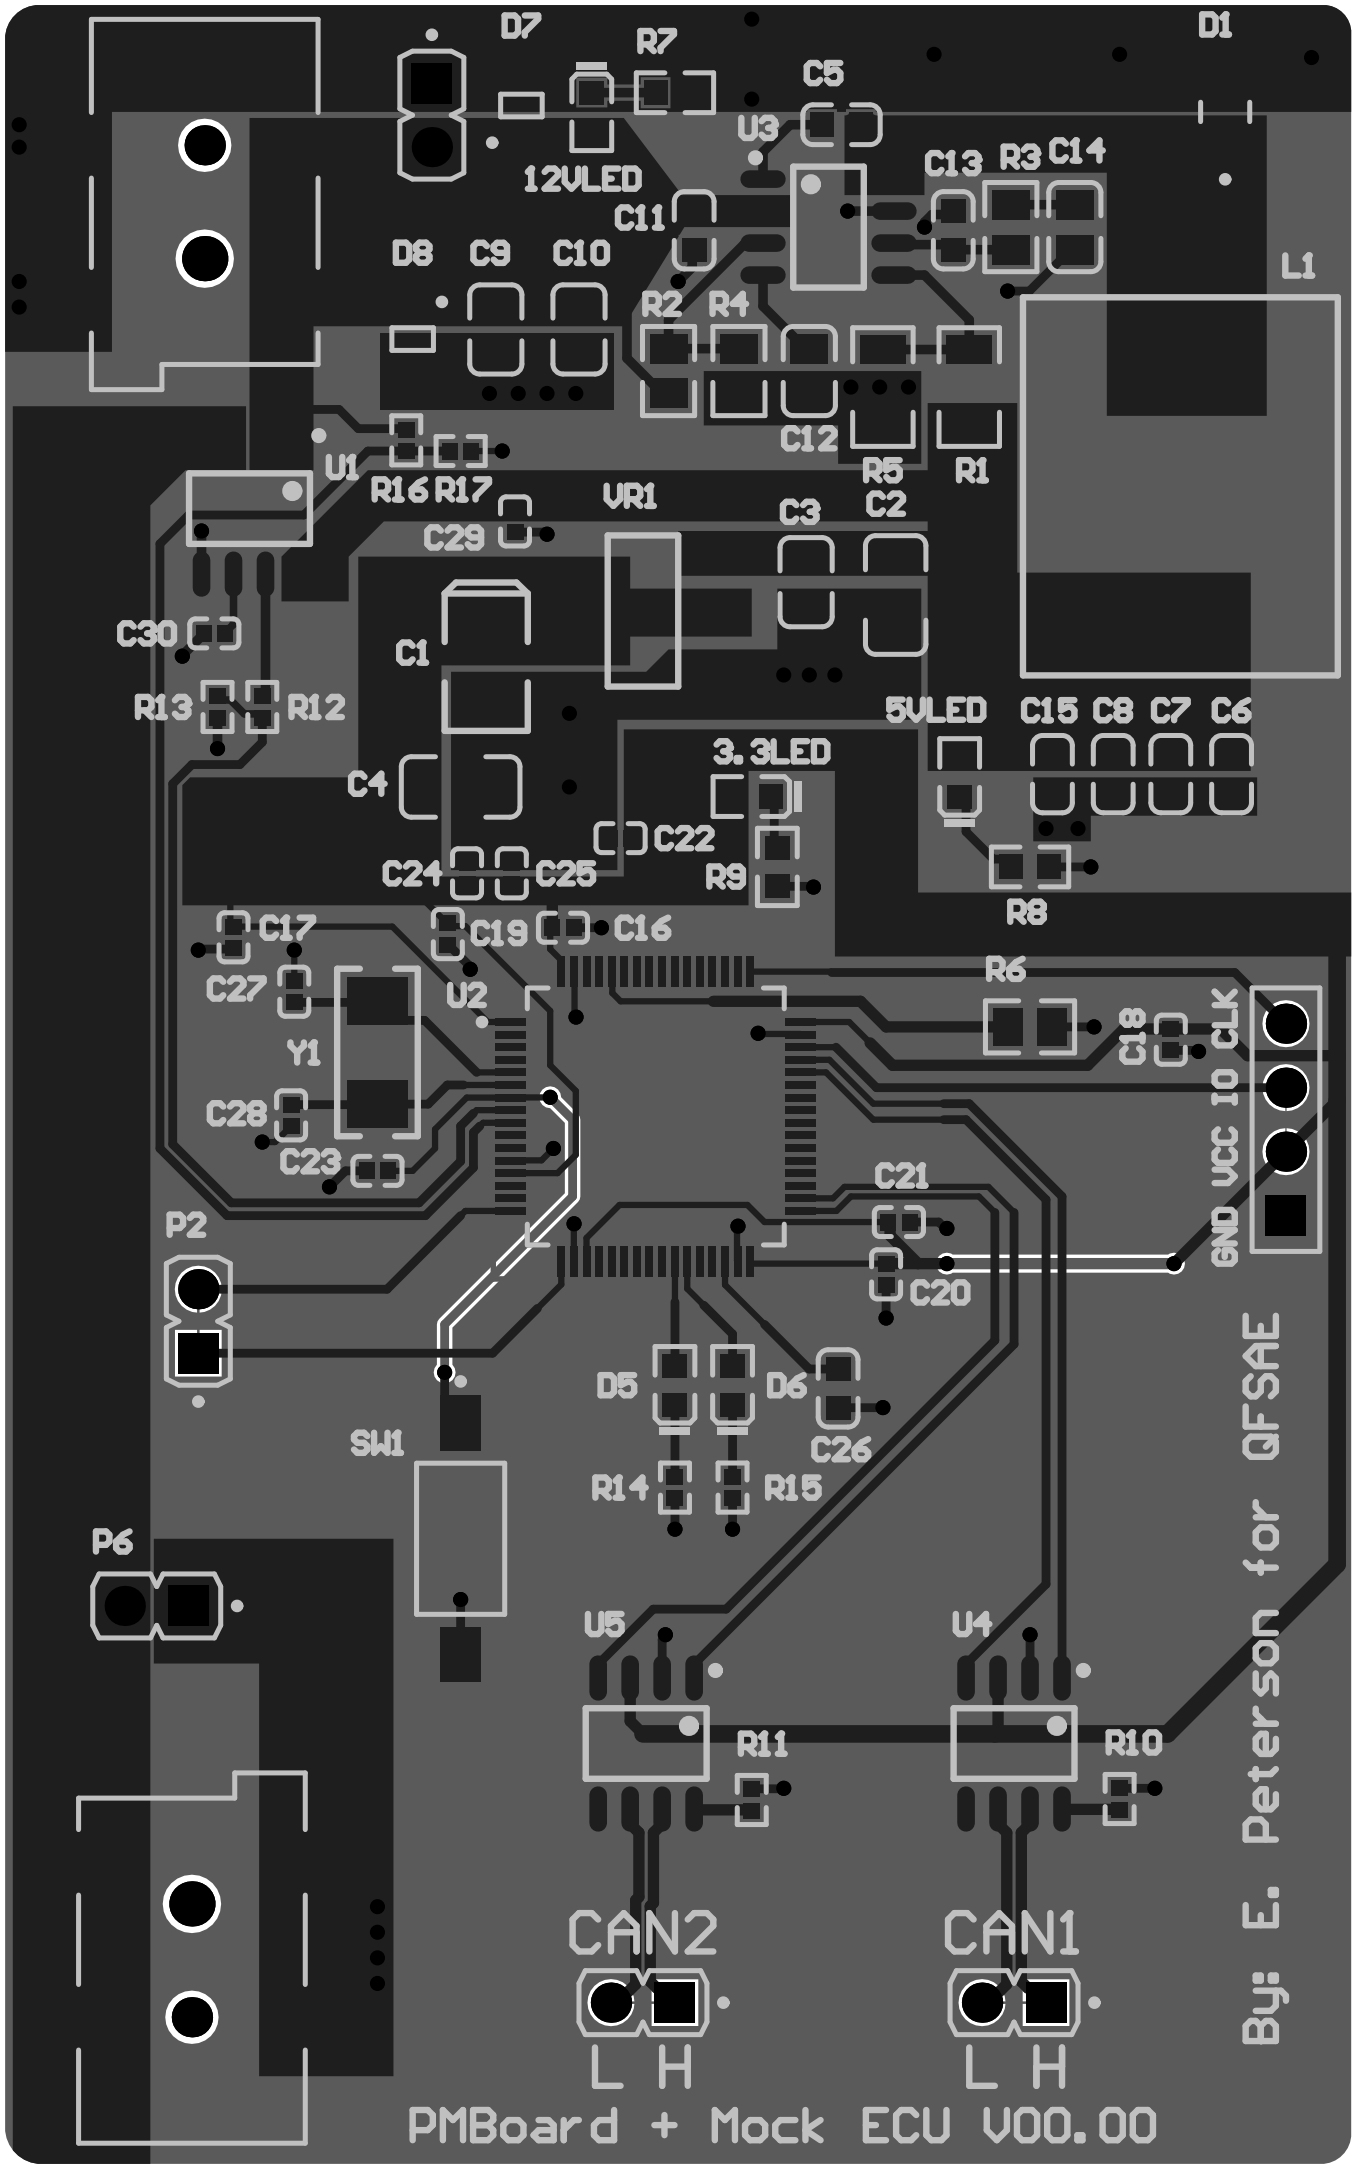 D7
R7
D1
C5
U3
C13
R3
C14
12VLED
C11
D8
C9
C10
L1
R2
R4
C12
U1
R5
R1
R16
R17
VR1
C3
C2
C29
C30
C1
R13
R12
5VLED
C15
C8
C7
C6
3.3LED
C4
C22
C24
C25
R9
R8
C17
C19
C16
C27
U2
R6
C18
CLK
IO
VCC
GND
Y1
C28
C23
C21
P2
C20
D5
D6
C26
SW1
R14
R15
P6
U5
U4
R11
R10
CAN2
CAN1
L H
L H
By: E. Peterson for QFSAE
PMBoard + Mock ECU V00.00